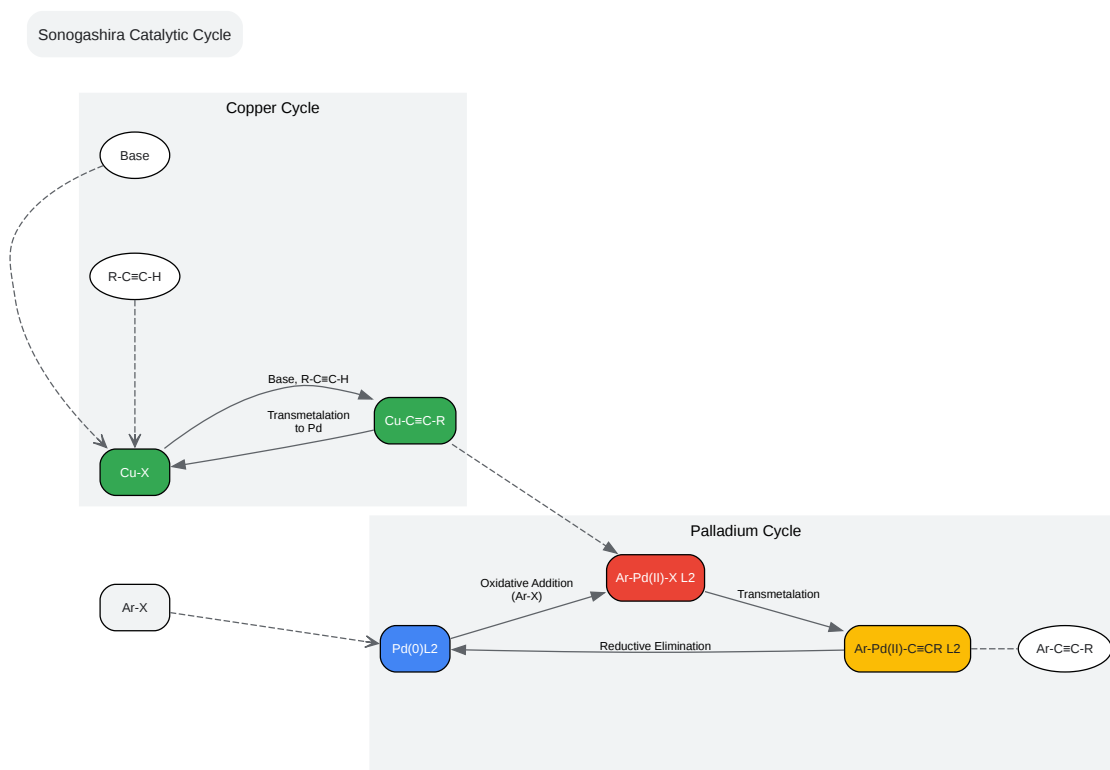 Sonogashira Catalytic Cycle
Copper Cycle
Base
R-C≡C-H
Base, R-C≡C-H
Transmetalation
to Pd
Cu-C≡C-R
Cu-X
Palladium Cycle
Ar-X
Oxidative Addition
(Ar-X)
Ar-Pd(II)-X L2
Transmetalation
Pd(0)L2
Reductive Elimination
Ar-Pd(II)-C≡CR L2
Ar-C≡C-R